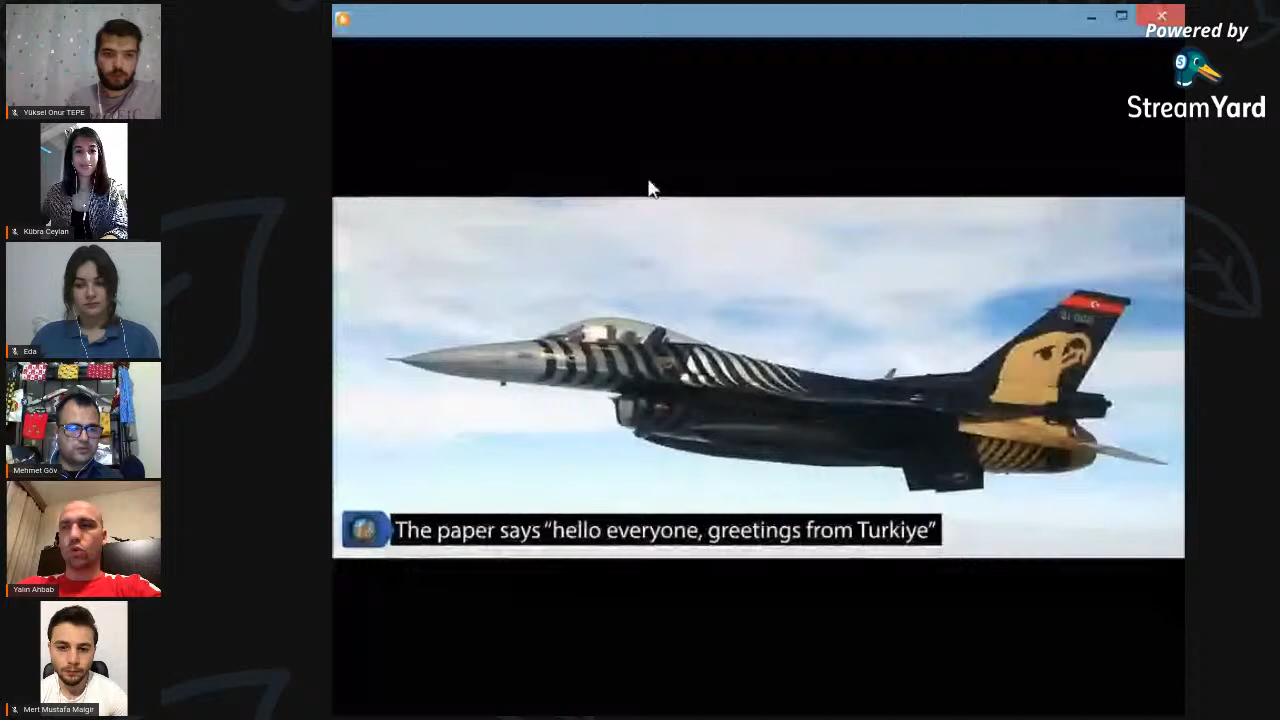 Powered by
StreamYard
Yüksel Onur TEPE
Kübra Ceylan
Eda
Mehmet Göv
Yalın Ahbab
Mert Mustafa Maigir
The paper says “hello everyone, greetings from Turkiye”